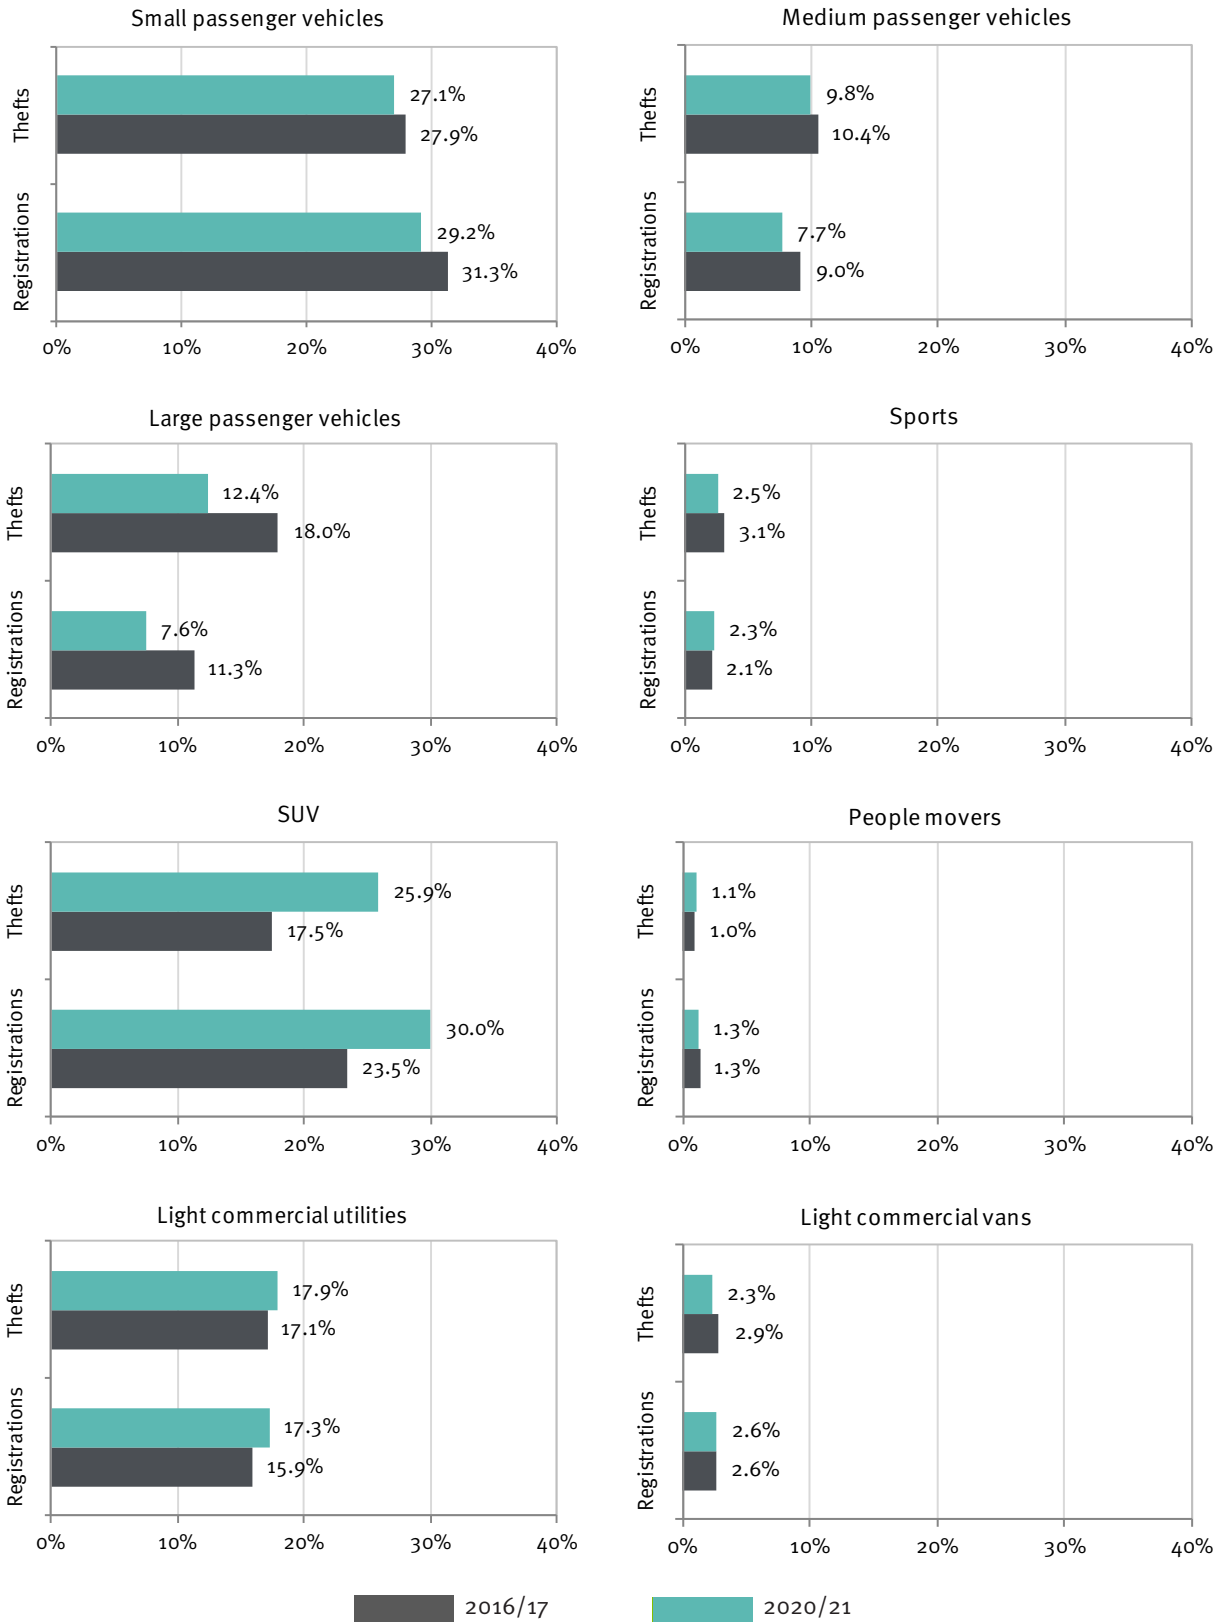 Small passenger vehicles
Thefts
27.1%
27.9%
Registrations
29.2%
31.3%
0% 10% 20% 30% 40%
Medium passenger vehicles
Thefts
9.8%
10.4%
Registrations
7.7%
9.0%
0% 10% 20% 30% 40%
Large passenger vehicles
Thefts
12.4%
18.0%
Registrations
7.6%
11.3%
0% 10% 20% 30% 40%
Sports
Thefts
2.5%
3.1%
Registrations
2.3%
2.1%
0% 10% 20% 30% 40%
SUV
Thefts
25.9%
17.5%
Registrations
30.0%
23.5%
0% 10% 20% 30% 40%
People movers
Thefts
1.1%
1.0%
Registrations
1.3%
1.3%
0% 10% 20% 30% 40%
Light commercial utilities
Thefts
17.9%
17.1%
Registrations
17.3%
15.9%
0% 10% 20% 30% 40%
Light commercial vans
Thefts
2.3%
2.9%
Registrations
2.6%
2.6%
0% 10% 20% 30% 40%
2016/17 2020/21